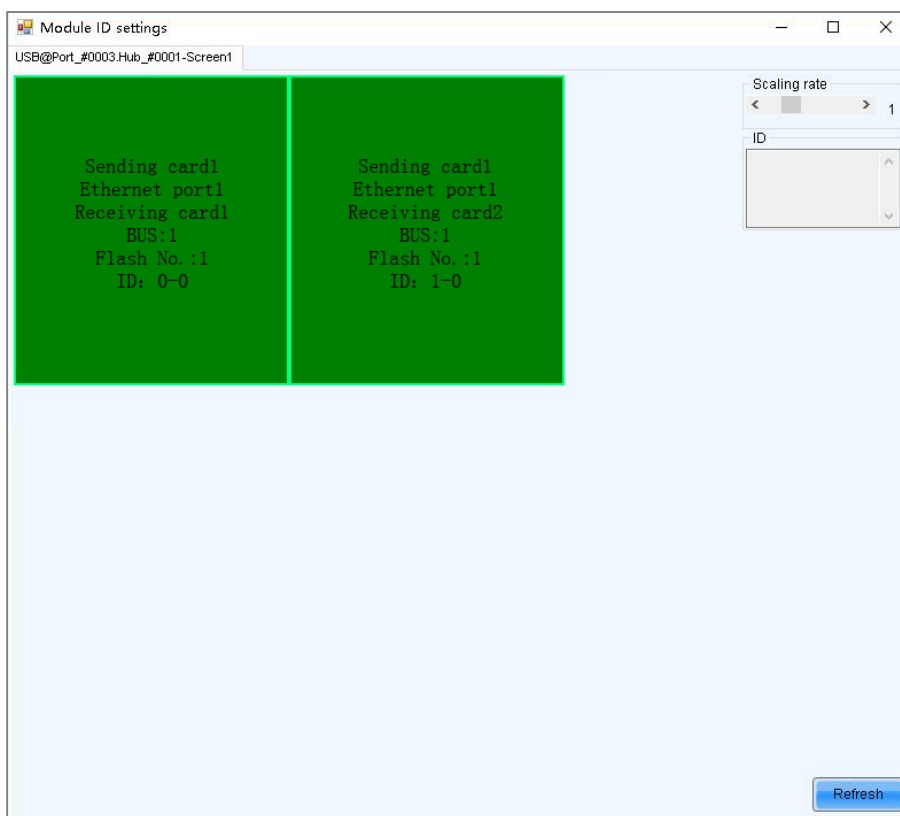 Module ID settings
USB@Port_#0003.Hub_#0001-Screen1
Sending card1
Ethernet port1
Receiving card1
BUS:1
Flash No.:1
ID: 0-0
Sending card1
Ethernet port1
Receiving card2
BUS:1
Flash No.:1
ID: 1-0
Scaling rate
1
ID
Refresh